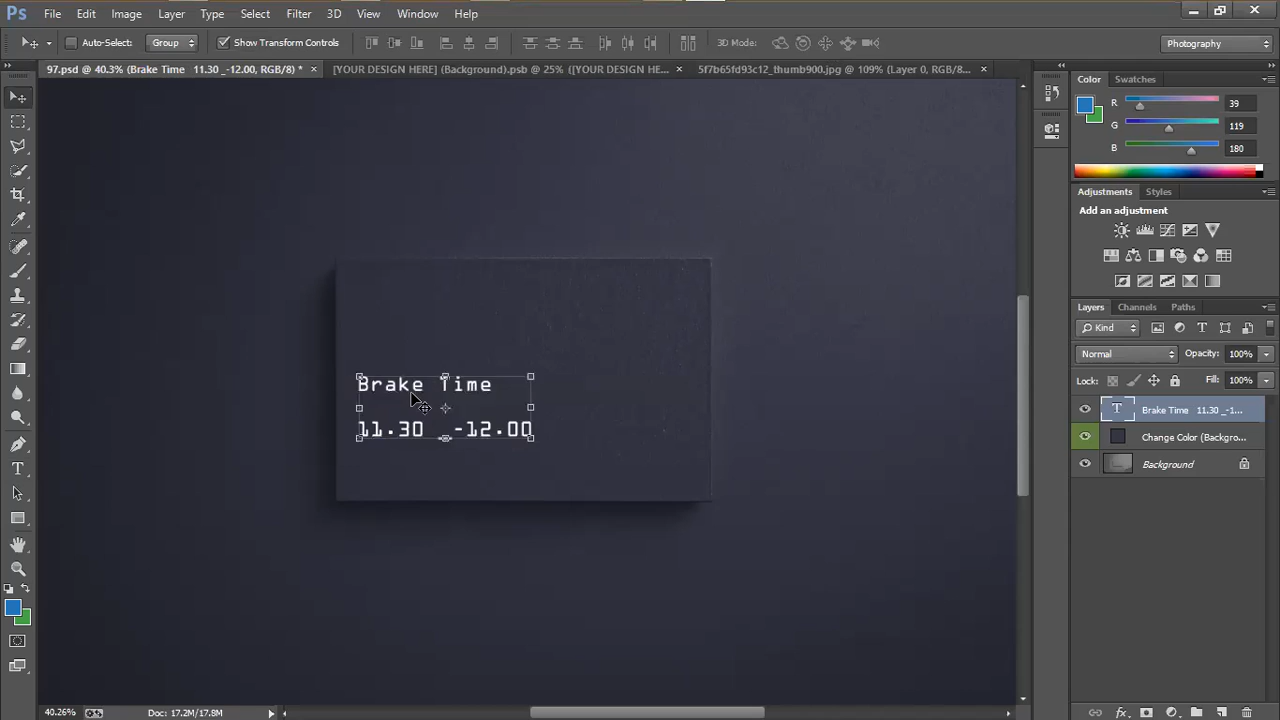 Ps File Edit Image Layer Type Select Filter 3D View Window Help
Auto-Select: Group Show Transform Controls 3D Mode: Photography
97.psd @ 40.3% (Brake Time 11.30 _-12.00, RGB/8) * × [YOUR DESIGN HERE] (Background).psb @ 25% ([YOUR DESIGN HE... × 5f7b65fd93c12_thumb900.jpg @ 109% (Layer 0, RGB/8... ×
Color Swatches
R 39
G 119
B 180
Adjustments Styles
Add an adjustment
Layers Channels Paths
Kind
Normal Opacity: 100%
Lock: Fill: 100%
T Brake Time 11.30 _-1...
Change Color (Backgro...
Background
Brake Time
11.30 _-12.00
40.26% Doc: 17.2M/17.8M